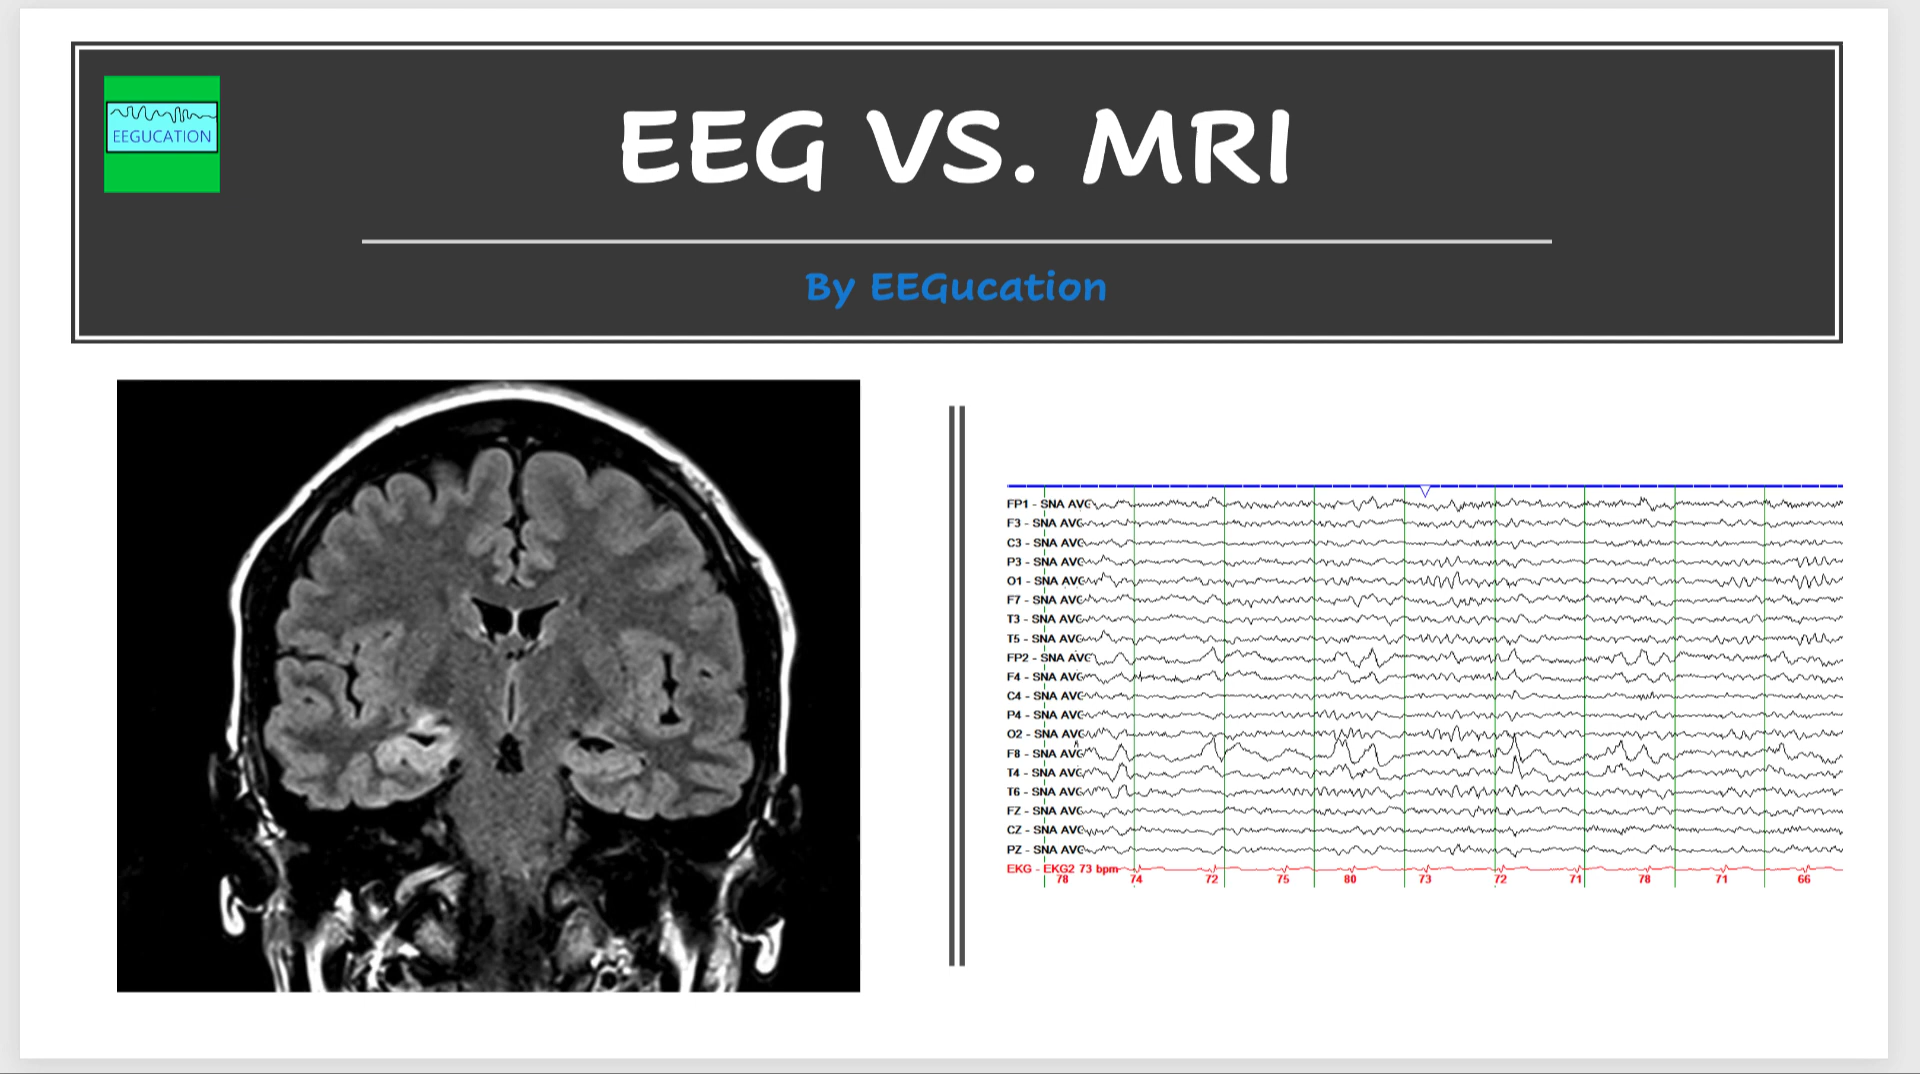 EEGUCATION
EEG VS. MRI
By EEGucation
FP1 - SNA AVG
F3 - SNA AVG
C3 - SNA AVG
P3 - SNA AVG
O1 - SNA AVG
F7 - SNA AVG
T3 - SNA AVG
T5 - SNA AVG
FP2 - SNA AVG
F4 - SNA AVG
C4 - SNA AVG
P4 - SNA AVG
O2 - SNA AVG
F8 - SNA AVG
T4 - SNA AVG
T6 - SNA AVG
FZ - SNA AVG
CZ - SNA AVG
PZ - SNA AVG
EKG - EKG2 73 bpm
78 74 72 75 80 73 72 71 78 71 66